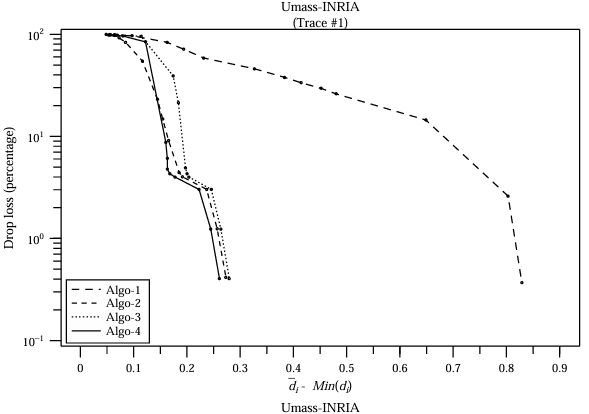 Umass-INRIA
(Trace #1)
Drop loss (percentage)
10²
10¹
10⁰
10⁻¹
Algo-1
Algo-2
Algo-3
Algo-4
0 0.1 0.2 0.3 0.4 0.5 0.6 0.7 0.8 0.9
d̅ᵢ - Min(dᵢ)
Umass-INRIA